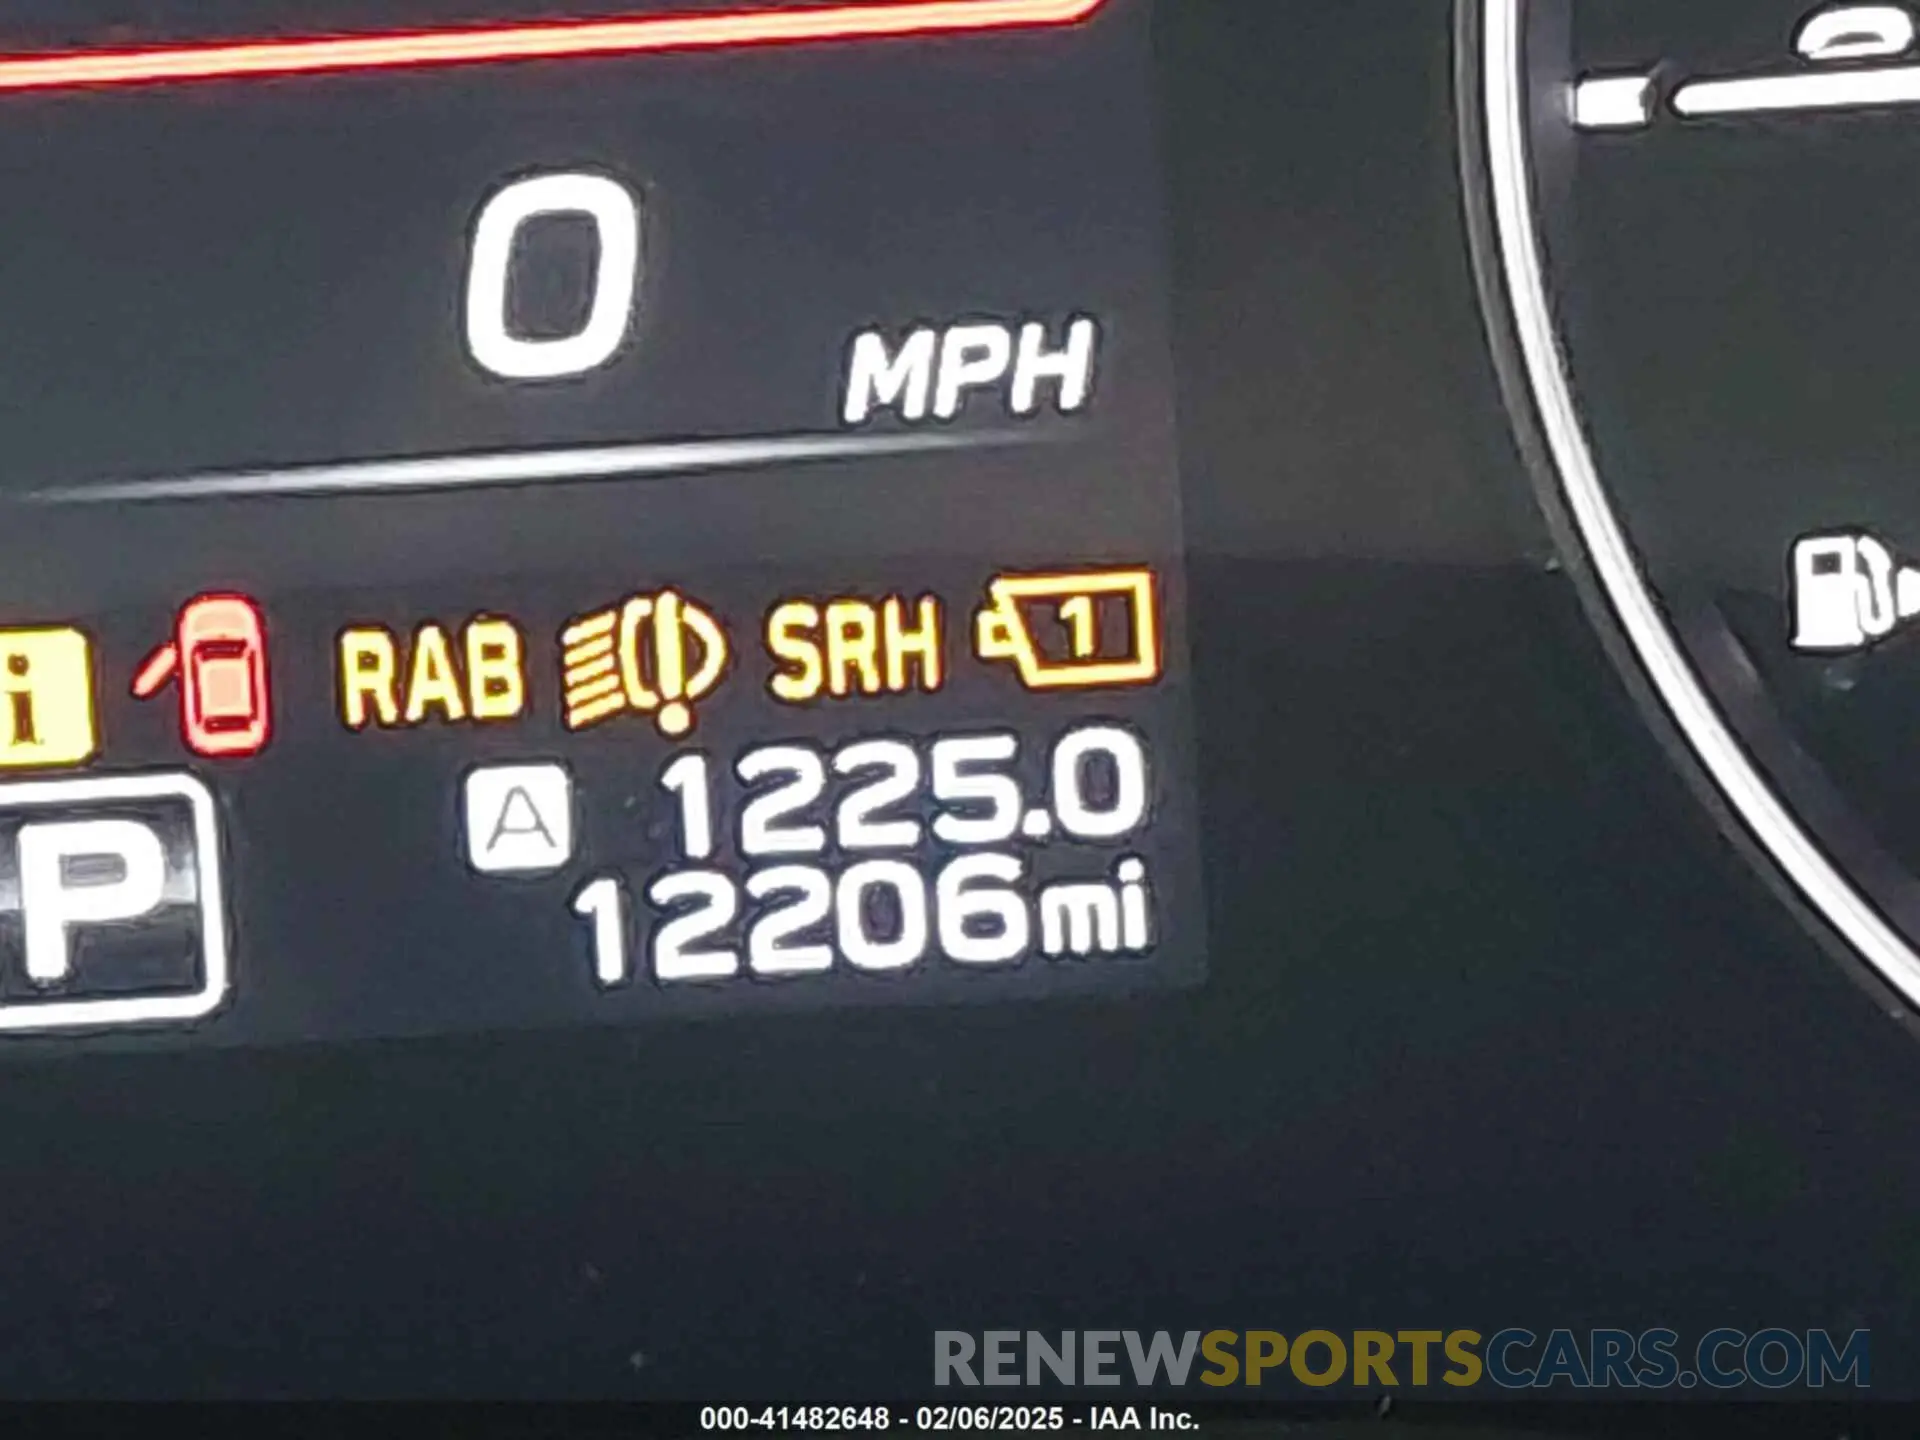 0
MPH
i RAB SRH 1
A 1225.0
P 12206mi
RENEWSPORTSCARS.COM
000-41482648 - 02/06/2025 - IAA Inc.